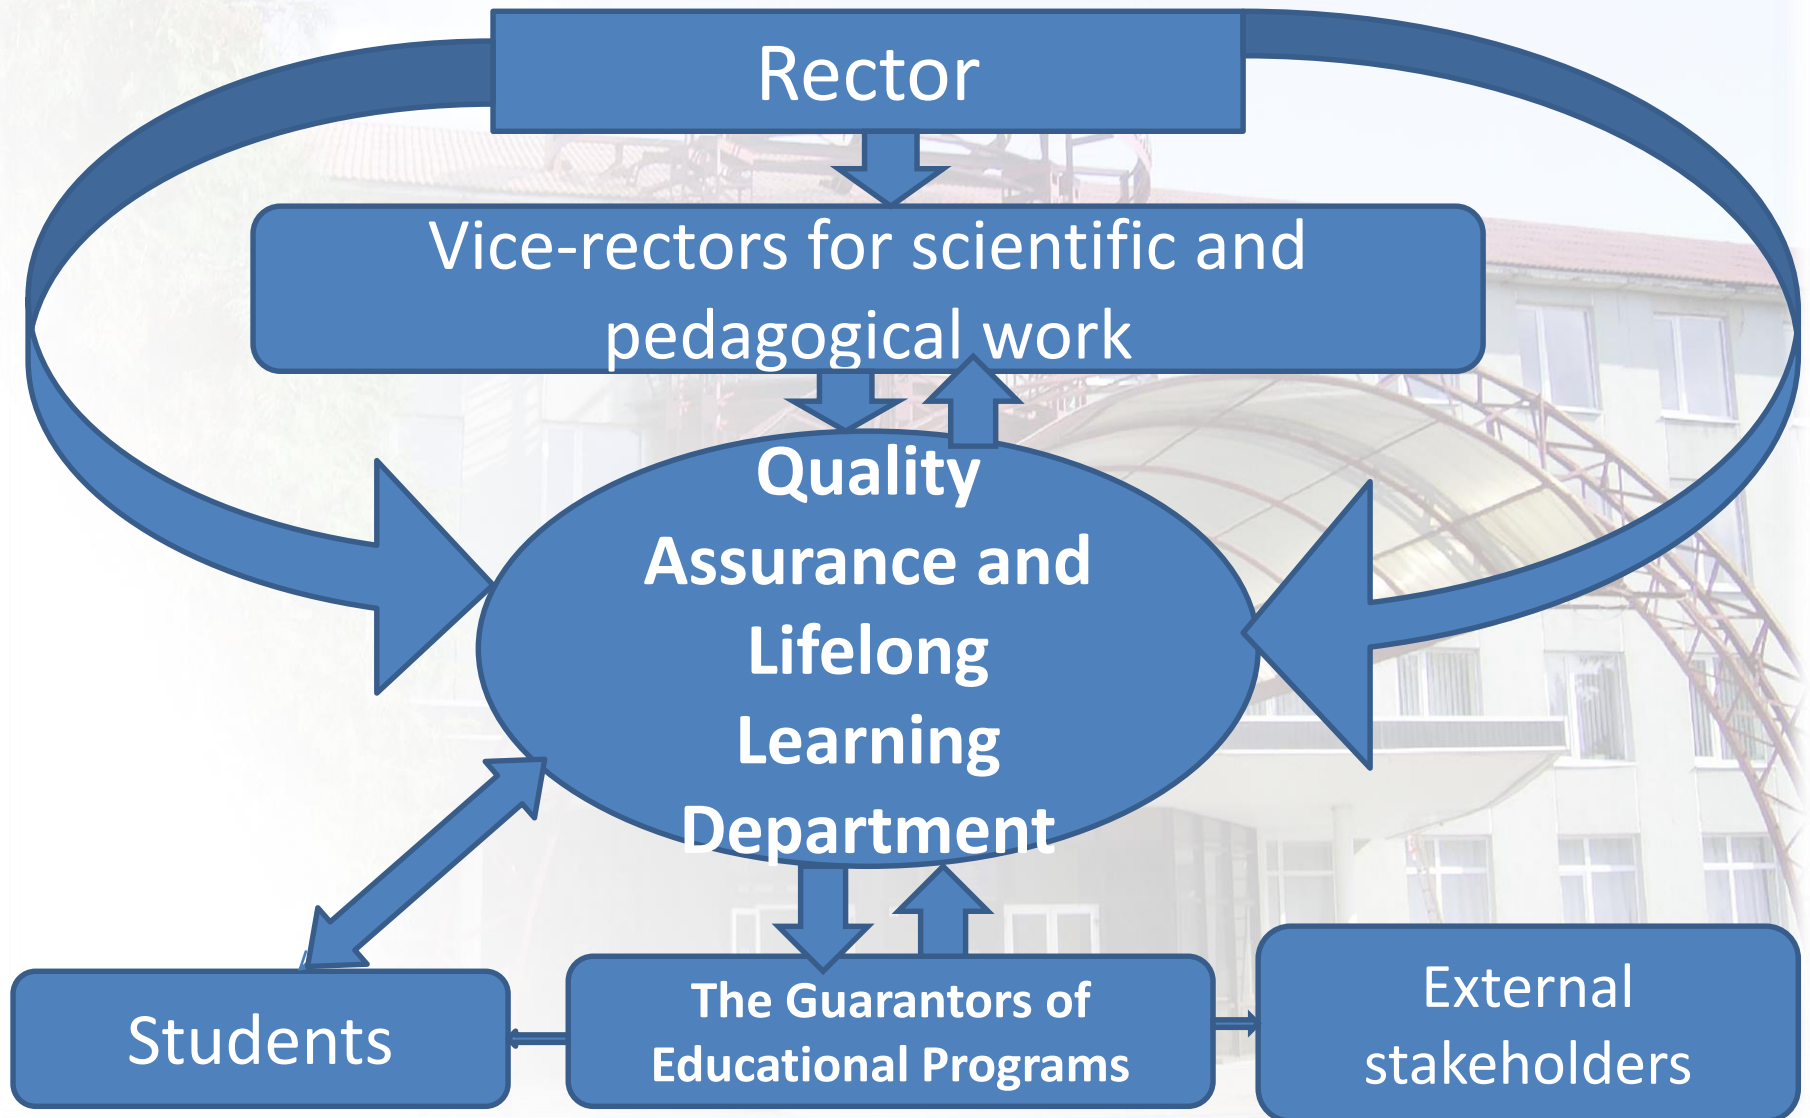 Rector
Vice-rectors for scientific and
pedagogical work
Quality
Assurance and
Lifelong
Learning
Department
Students
The Guarantors of
Educational Programs
External
stakeholders